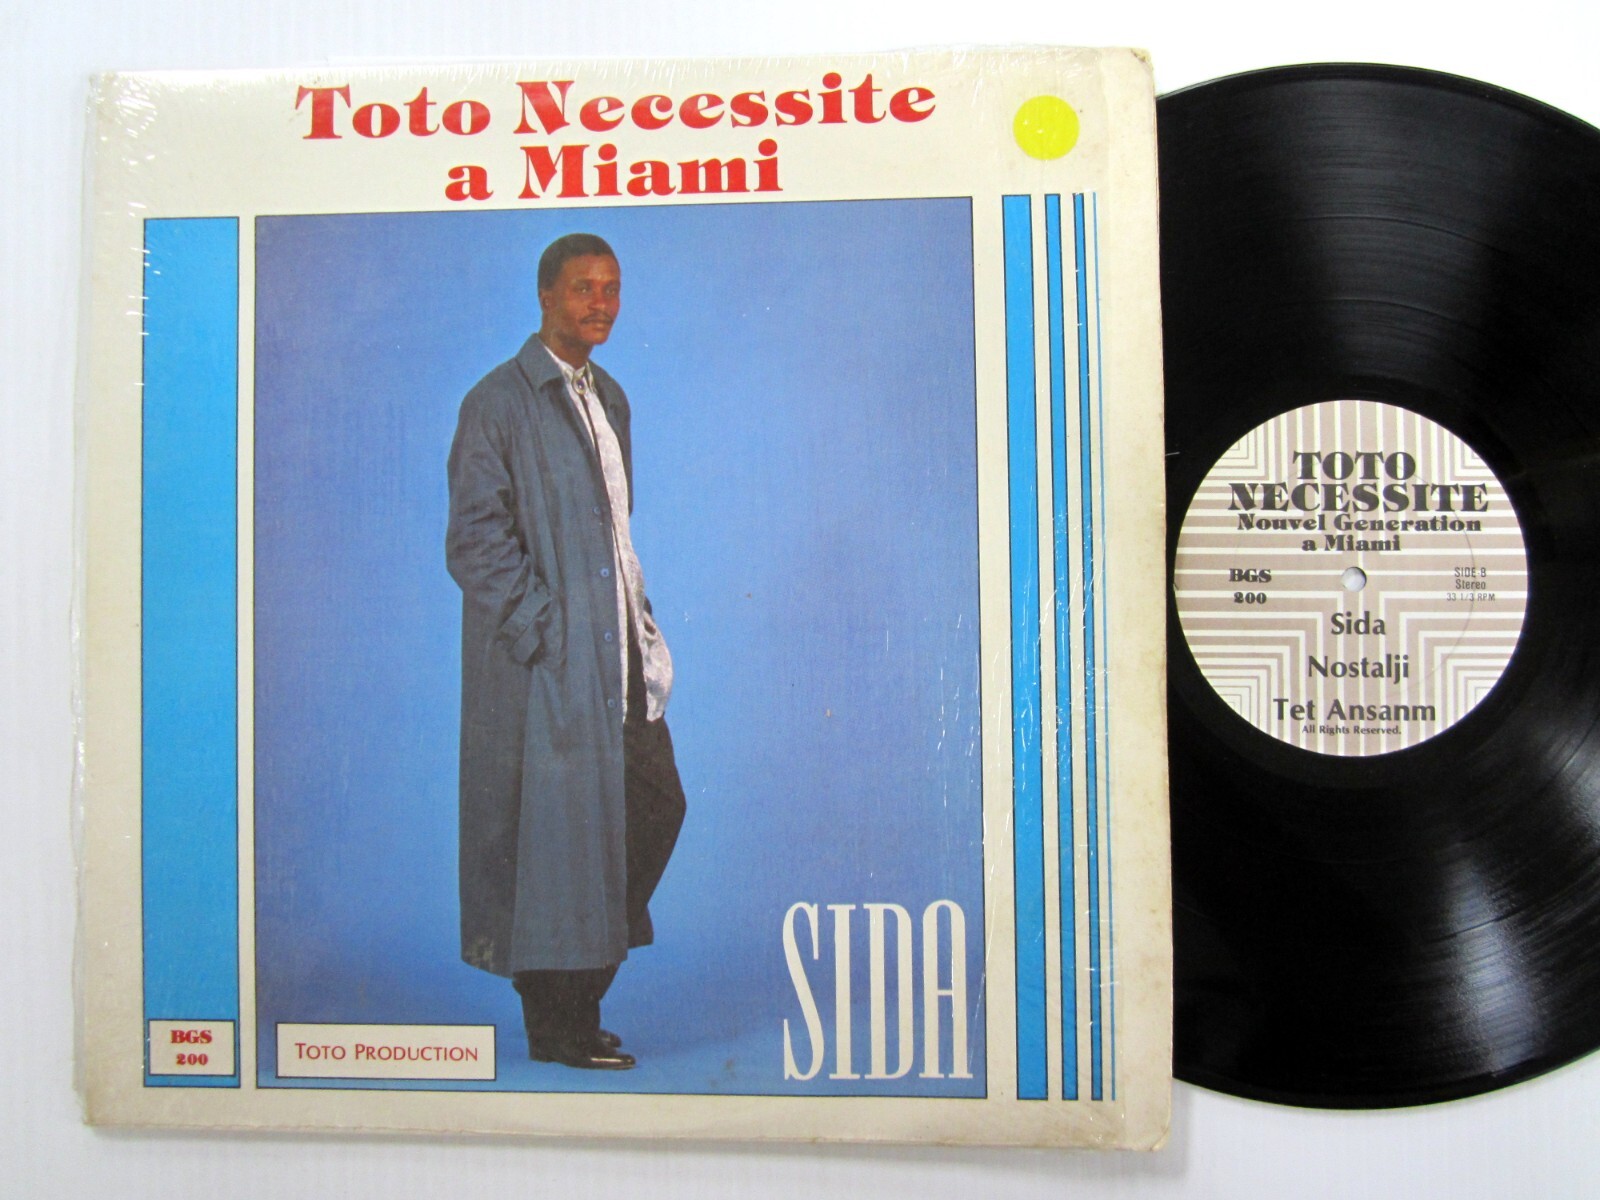 Toto Necessite
a Miami
SIDA
BGS
200
TOTO PRODUCTION
TOTO
NECESSITE
Nouvel Generation
a Miami
BGS
200
SIDE-B
Stereo
33 1/3 RPM
Sida
Nostalji
Tet Ansanm
All Rights Reserved.